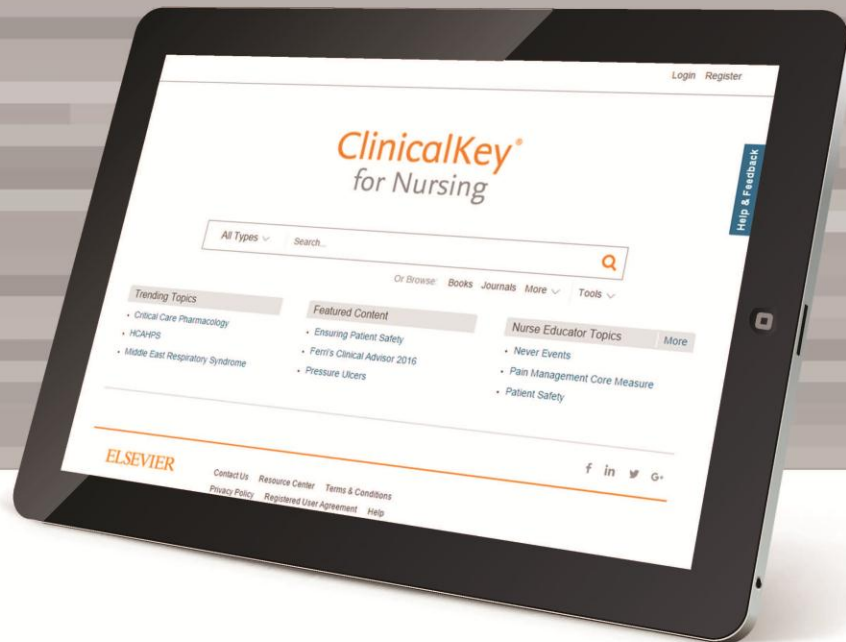 Login Register
ClinicalKey®
for Nursing
Help & Feedback
All Types Search...
Or Browse: Books Journals More Tools
Trending Topics
• Critical Care Pharmacology
• HCAHPS
• Middle East Respiratory Syndrome
Featured Content
• Ensuring Patient Safety
• Ferri's Clinical Advisor 2016
• Pressure Ulcers
Nurse Educator Topics More
• Never Events
• Pain Management Core Measure
• Patient Safety
f in G+
ELSEVIER
Contact Us Resource Center Terms & Conditions
Privacy Policy Registered User Agreement Help